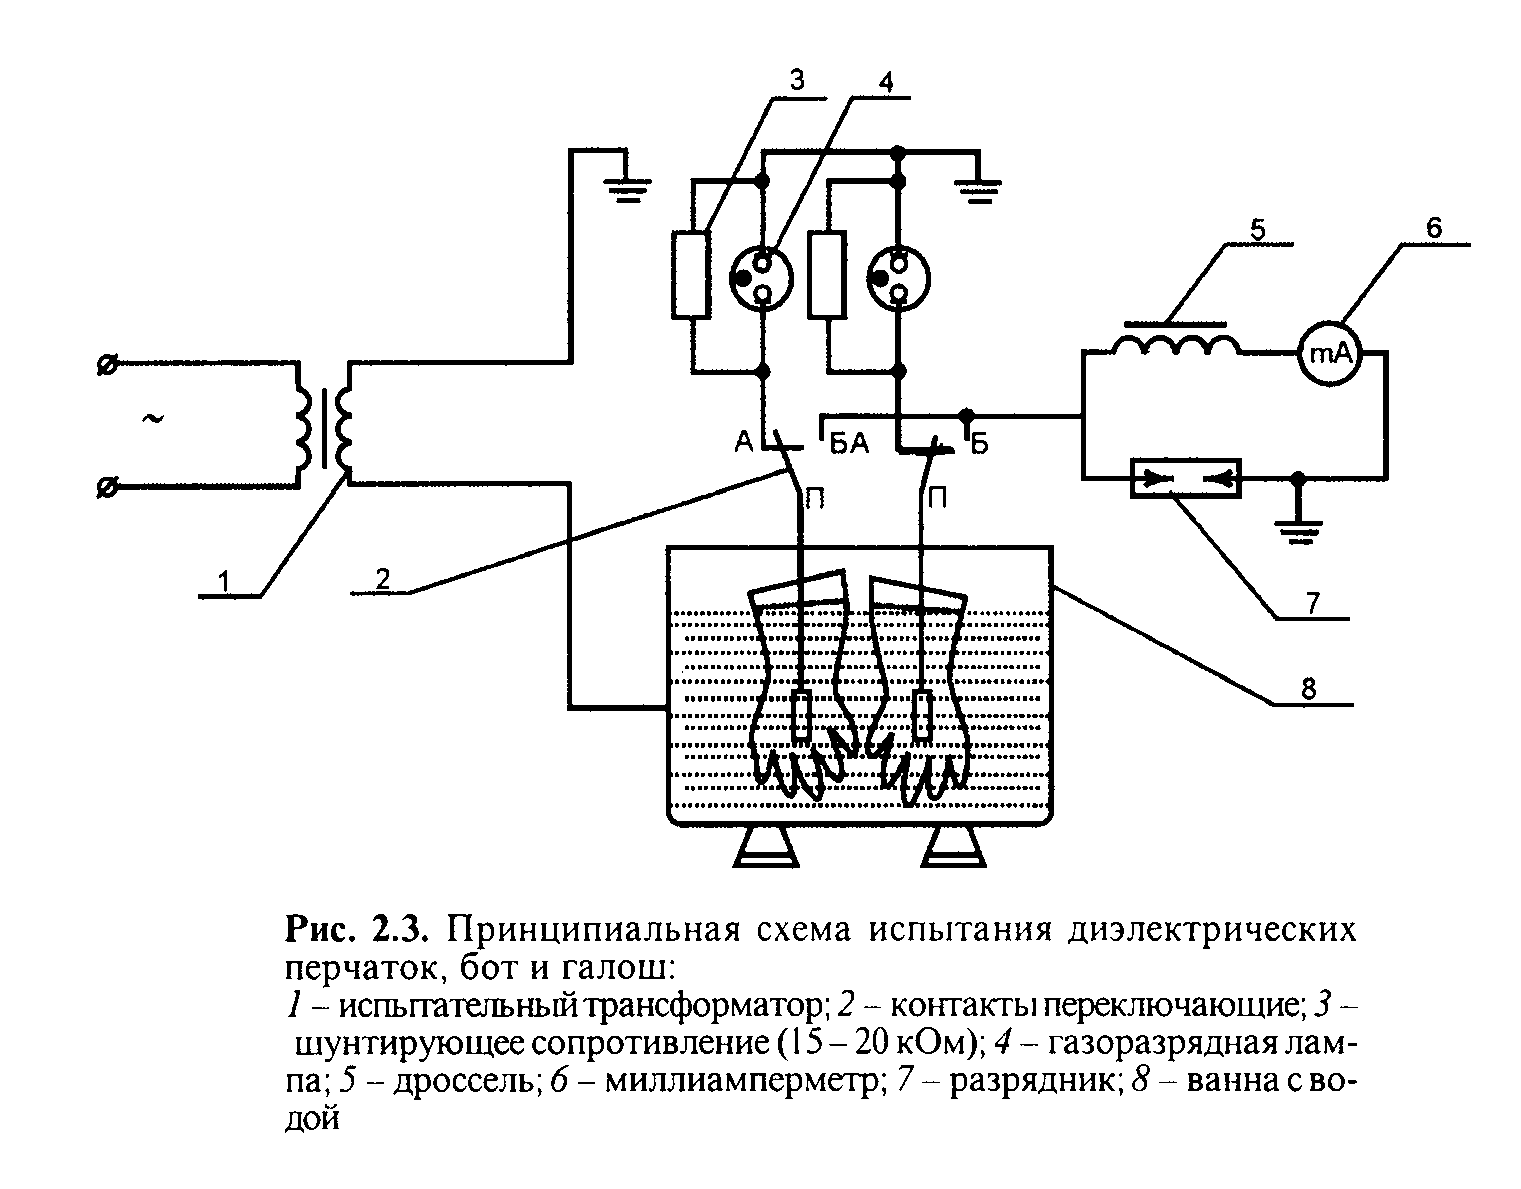 3
4
5
6
mA
~
А
Б А
Б
П
П
1
2
7
8
Рис. 2.3. Принципиальная схема испытания диэлектрических
перчаток, бот и галош:
1 – испытательный трансформатор; 2 – контакты переключающие; 3 –
шунтирующее сопротивление (15 – 20 кОм); 4 – газоразрядная лам-
па; 5 – дроссель; 6 – миллиамперметр; 7 – разрядник; 8 – ванна с во-
дой